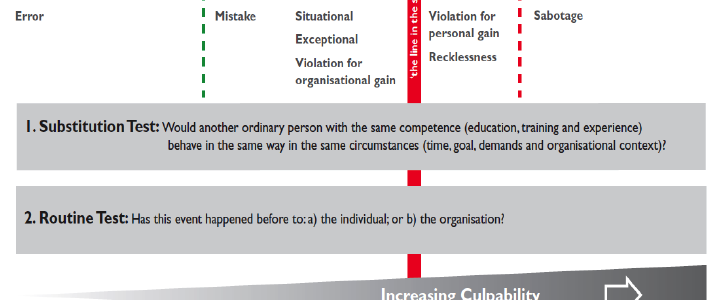 Error
Mistake
Situational
Exceptional
Violation for
organisational gain
'the line in the s
Violation for
personal gain
Recklessness
Sabotage
1. Substitution Test: Would another ordinary person with the same competence (education, training and experience)
behave in the same way in the same circumstances (time, goal, demands and organisational context)?
2. Routine Test: Has this event happened before to: a) the individual; or b) the organisation?
Increasing Culpability